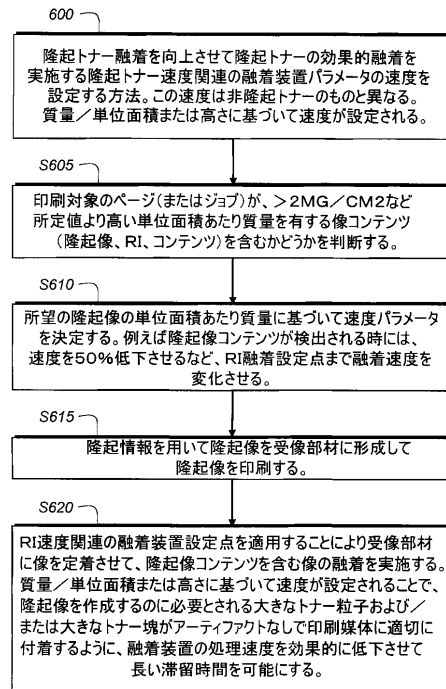 600
隆起トナー融着を向上させて隆起トナーの効果的融着を
実施する隆起トナー速度関連の融着装置パラメータの速度を
設定する方法。この速度は非隆起トナーのものと異なる。
質量/単位面積または高さに基づいて速度が設定される。
S605
印刷対象のページ(またはジョブ)が、>2MG/CM2など
所定値より高い単位面積あたり質量を有する像コンテンツ
(隆起像、RI、コンテンツ)を含むかどうかを判断する。
S610
所望の隆起像の単位面積あたり質量に基づいて速度パラメータ
を決定する。例えば隆起像コンテンツが検出される時には、
速度を50%低下させるなど、RI融着設定点まで融着速度を
変化させる。
S615
隆起情報を用いて隆起像を受像部材に形成して
隆起像を印刷する。
S620
RI速度関連の融着装置設定点を適用することにより受像部材
に像を定着させて、隆起像コンテンツを含む像の融着を実施する。
質量/単位面積または高さに基づいて速度が設定されることで、
隆起像を作成するのに必要とされる大きなトナー粒子および/
または大きなトナー塊がアーティファクトなしで印刷媒体に適切に
付着するように、融着装置の処理速度を効果的に低下させて
長い滞留時間を可能にする。